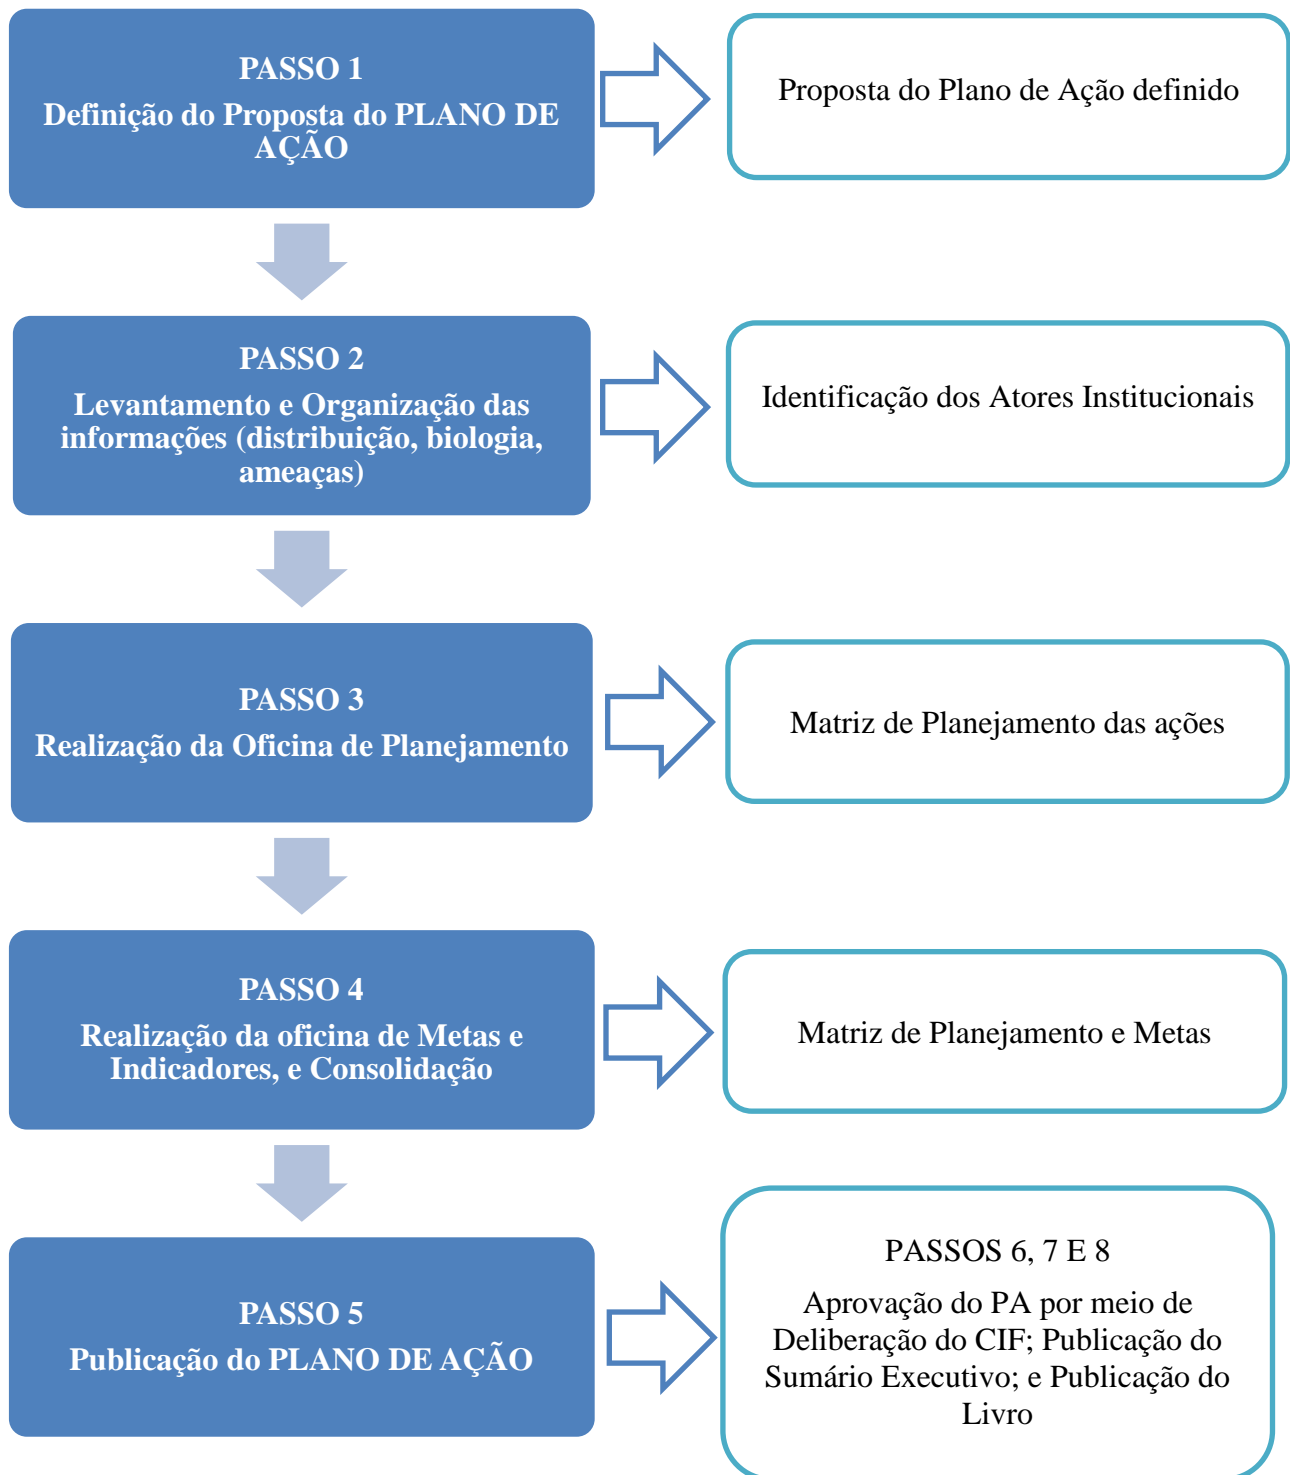 PASSO 1
Definição do Proposta do PLANO DE
AÇÃO
Proposta do Plano de Ação definido
PASSO 2
Levantamento e Organização das
informações (distribuição, biologia,
ameaças)
Identificação dos Atores Institucionais
PASSO 3
Realização da Oficina de Planejamento
Matriz de Planejamento das ações
PASSO 4
Realização da oficina de Metas e
Indicadores, e Consolidação
Matriz de Planejamento e Metas
PASSO 5
Publicação do PLANO DE AÇÃO
PASSOS 6, 7 E 8
Aprovação do PA por meio de
Deliberação do CIF; Publicação do
Sumário Executivo; e Publicação do
Livro